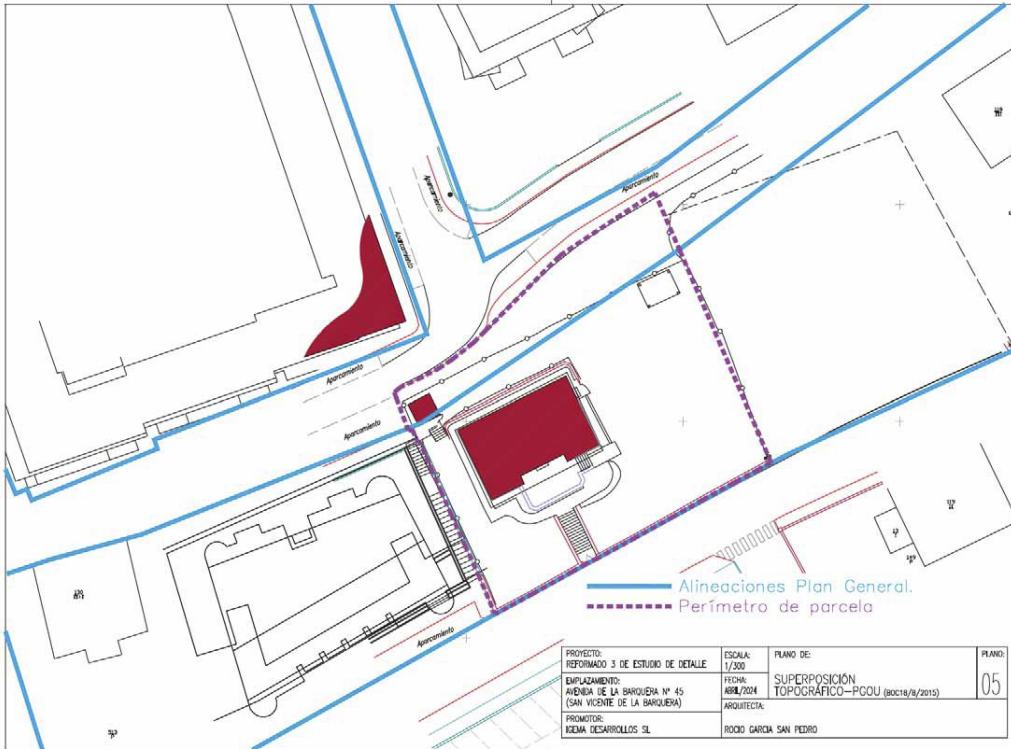 Aparcamiento
Aparcamiento
Aparcamiento
Aparcamiento
Aparcamiento
Aparcamiento
Alineaciones Plan General.
Perímetro de parcela
PROYECTO:
REFORMADO 3 DE ESTUDIO DE DETALLE
ESCALA:
1/300
PLANO DE:
PLANO:
EMPLAZAMIENTO:
AVENIDA DE LA BARQUERA Nº 45
(SAN VICENTE DE LA BARQUERA)
FECHA:
ABRIL/2024
SUPERPOSICIÓN
TOPOGRÁFICO-PGOU (BOC18/8/2015)
05
PROMOTOR:
IGEMA DESARROLLOS SL
ARQUITECTA:
ROCIO GARCIA SAN PEDRO